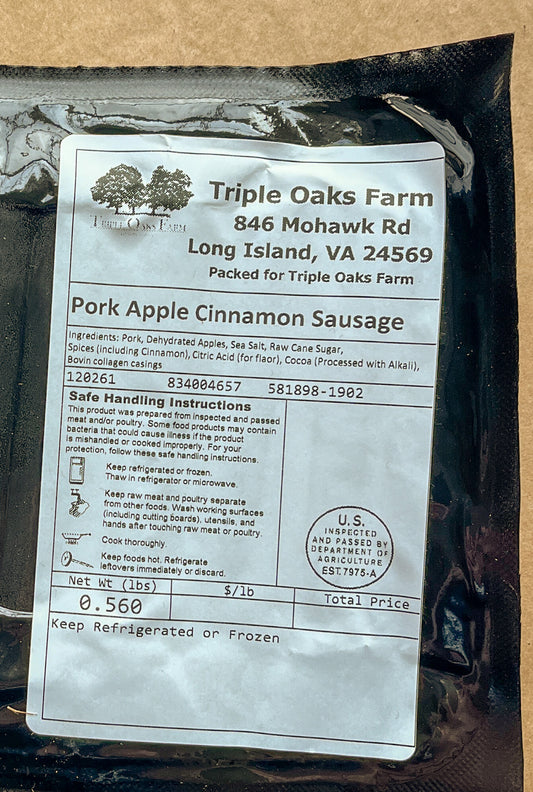 TRIPLE OAKS FARM
Triple Oaks Farm
846 Mohawk Rd
Long Island, VA 24569
Packed for Triple Oaks Farm
Pork Apple Cinnamon Sausage
Ingredients: Pork, Dehydrated Apples, Sea Salt, Raw Cane Sugar,
Spices (including Cinnamon), Citric Acid (for flaor), Cocoa (Processed with Alkali),
Bovin collagen casings
120261 834004657 581898-1902
Safe Handling Instructions
This product was prepared from inspected and passed
meat and/or poultry. Some food products may contain
bacteria that could cause illness if the product
is mishandled or cooked improperly. For your
protection, follow these safe handling instructions.
Keep refrigerated or frozen.
Thaw in refrigerator or microwave.
Keep raw meat and poultry separate
from other foods. Wash working surfaces
(including cutting boards), utensils, and
hands after touching raw meat or poultry.
Cook thoroughly.
Keep foods hot. Refrigerate
leftovers immediately or discard.
U.S.
INSPECTED
AND PASSED BY
DEPARTMENT OF
AGRICULTURE
EST. 7975-A
Net Wt (lbs) $/lb Total Price
0.560
Keep Refrigerated or Frozen